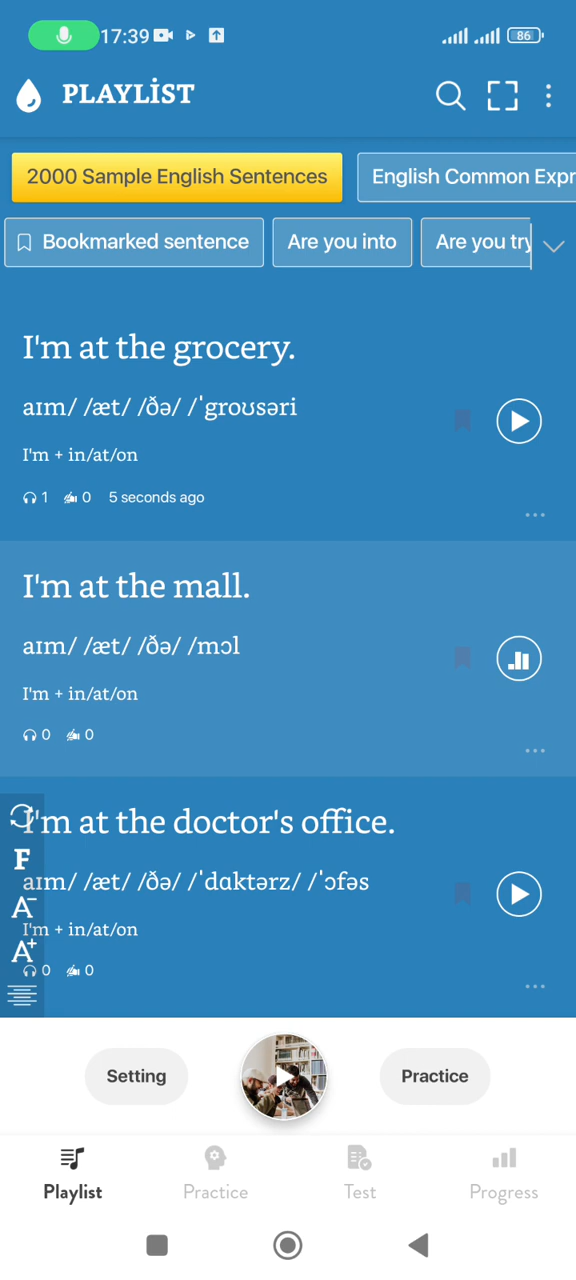 17:39
86
PLAYLİST
2000 Sample English Sentences
English Common Expr
Bookmarked sentence
Are you into
Are you try
I'm at the grocery.
aɪm/ /æt/ /ðə/ /ˈgroʊsəri
I'm + in/at/on
1 0 5 seconds ago
I'm at the mall.
aɪm/ /æt/ /ðə/ /mɔl
I'm + in/at/on
0 0
I'm at the doctor's office.
F
aɪm/ /æt/ /ðə/ /ˈdɑktərz/ /ˈɔfəs
A-
I'm + in/at/on
A+
0 0
Setting
Practice
Playlist
Practice
Test
Progress